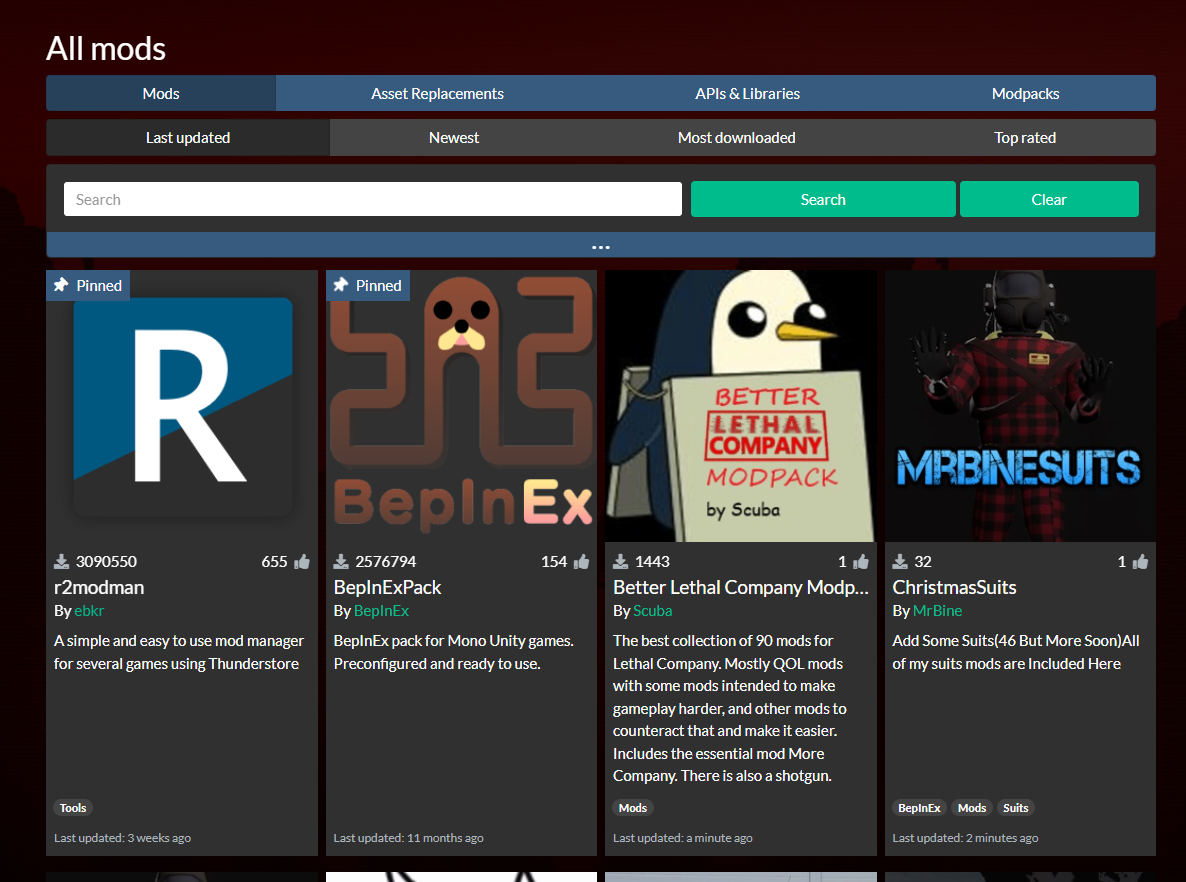 All mods
Mods Asset Replacements APIs & Libraries Modpacks
Last updated Newest Most downloaded Top rated
Search Search Clear
...
Pinned
R
3090550 655
r2modman
By ebkr
A simple and easy to use mod manager
for several games using Thunderstore
Tools
Last updated: 3 weeks ago
Pinned
BepInEx
2576794 154
BepInExPack
By BepInEx
BepInEx pack for Mono Unity games.
Preconfigured and ready to use.
Last updated: 11 months ago
BETTER
LETHAL
COMPANY
MODPACK
by Scuba
1443 1
Better Lethal Company Modp...
By Scuba
The best collection of 90 mods for
Lethal Company. Mostly QOL mods
with some mods intended to make
gameplay harder, and other mods to
counteract that and make it easier.
Includes the essential mod More
Company. There is also a shotgun.
Mods
Last updated: a minute ago
MRBINESUITS
32 1
ChristmasSuits
By MrBine
Add Some Suits(46 But More Soon)All
of my suits mods are Included Here
BepInEx Mods Suits
Last updated: 2 minutes ago